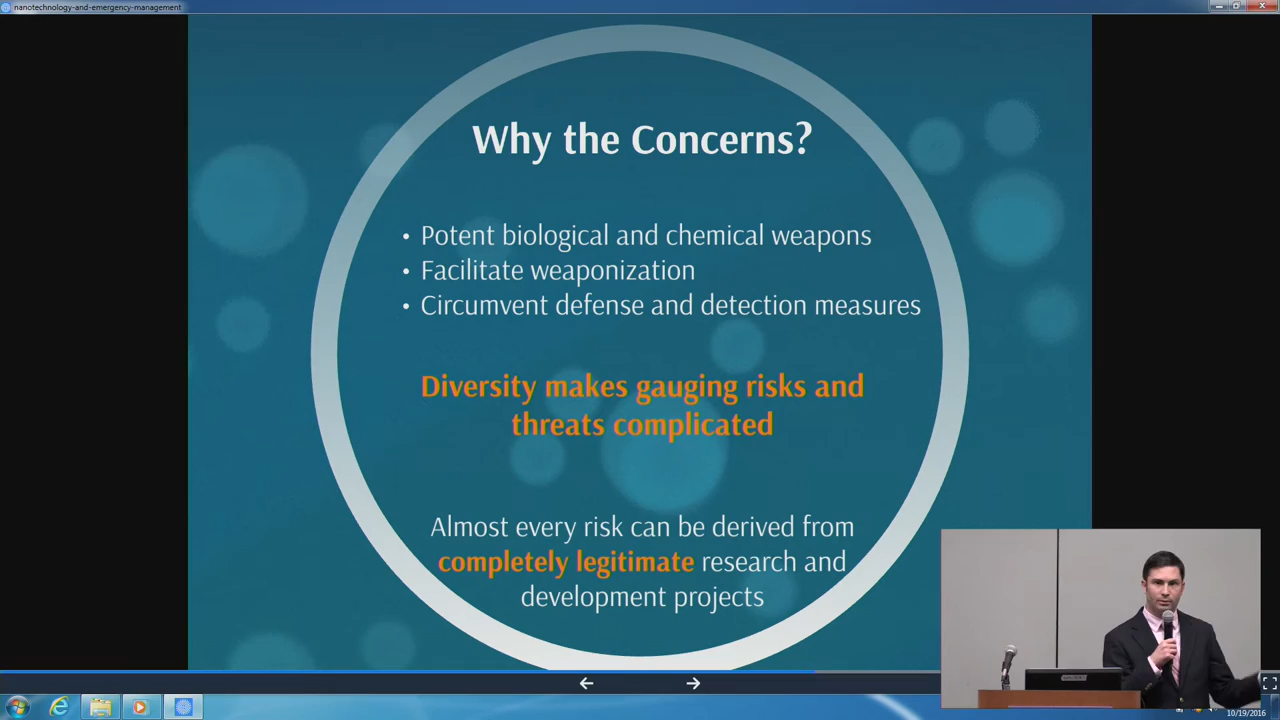 nanotechnology-and-emergency-management
Why the Concerns?
• Potent biological and chemical weapons
• Facilitate weaponization
• Circumvent defense and detection measures
Diversity makes gauging risks and
threats complicated
Almost every risk can be derived from
completely legitimate research and
development projects
10/19/2016